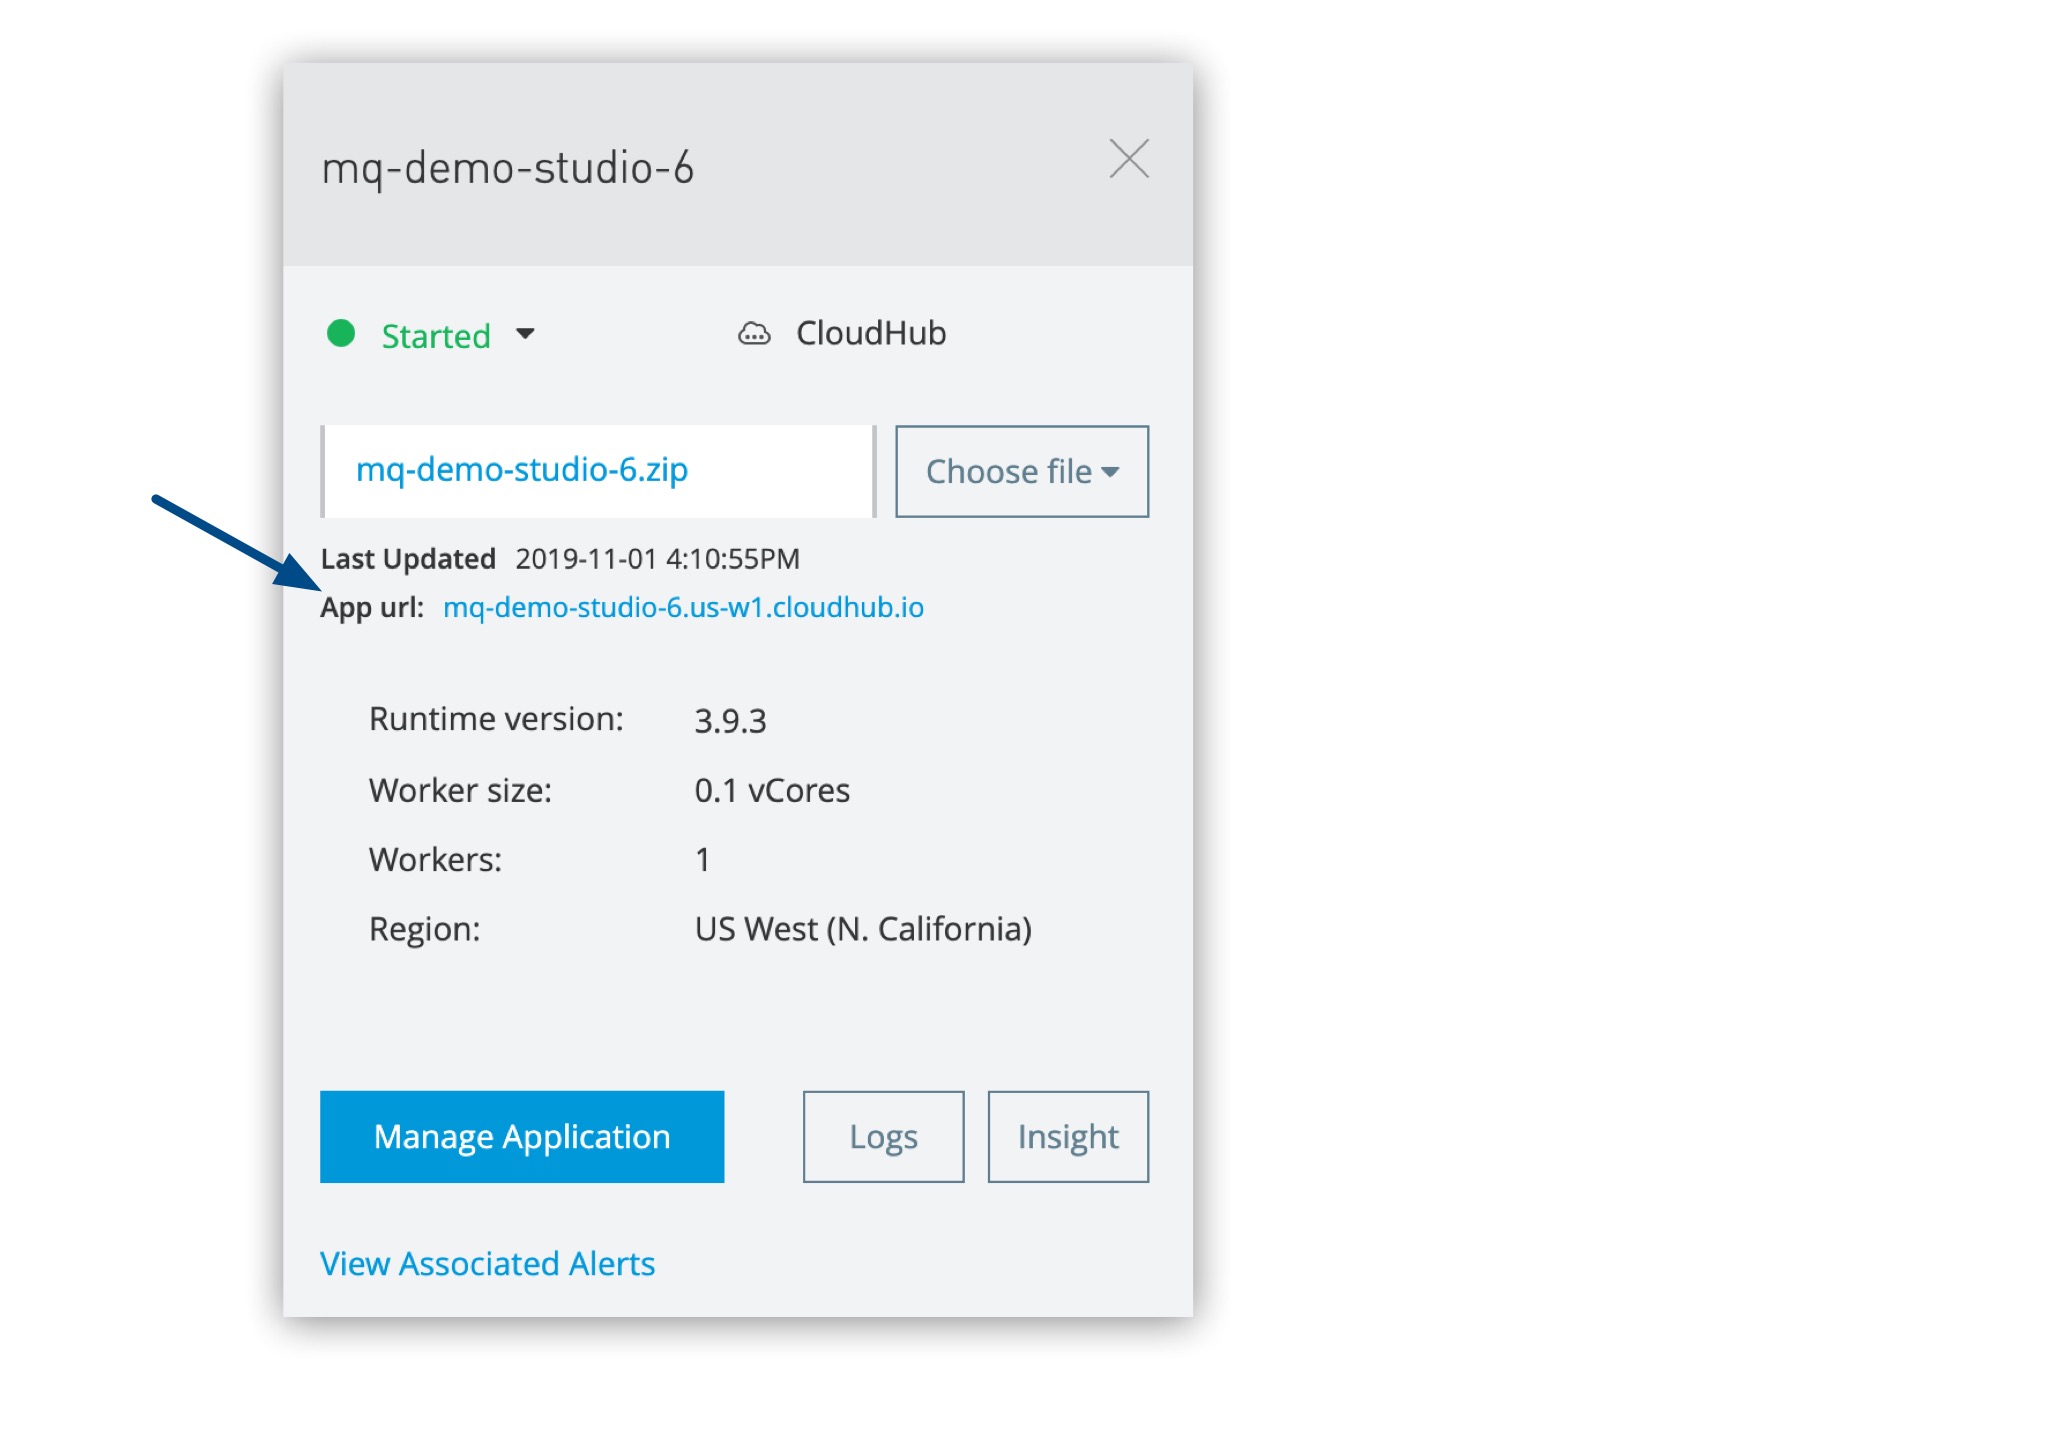 mq-demo-studio-6
Started CloudHub
mq-demo-studio-6.zip Choose file
Last Updated 2019-11-01 4:10:55PM
App url: mq-demo-studio-6.us-w1.cloudhub.io
Runtime version: 3.9.3
Worker size: 0.1 vCores
Workers: 1
Region: US West (N. California)
Manage Application Logs Insight
View Associated Alerts